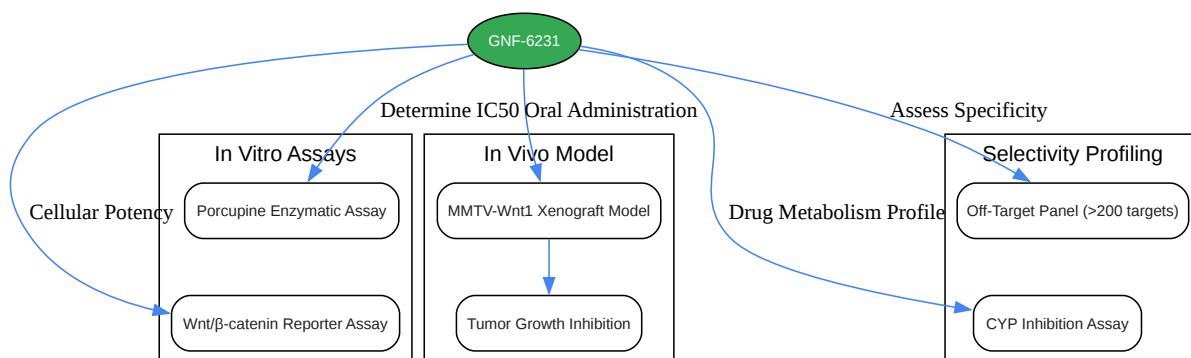 GNF-6231
Determine IC50
Oral Administration
Assess Specificity
In Vitro Assays
In Vivo Model
Selectivity Profiling
Cellular Potency
Porcupine Enzymatic Assay
MMTV-Wnt1 Xenograft Model
Drug Metabolism Profile
Off-Target Panel (>200 targets)
Wnt/β-catenin Reporter Assay
Tumor Growth Inhibition
CYP Inhibition Assay